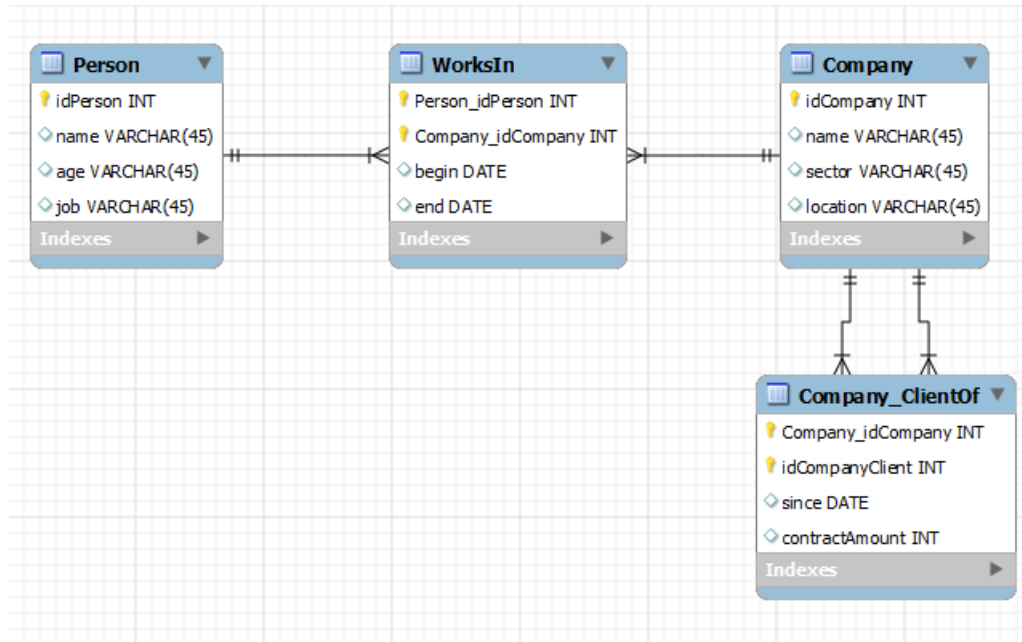 Person
idPerson INT
name VARCHAR(45)
age VARCHAR(45)
job VARCHAR(45)
Indexes
WorksIn
Person_idPerson INT
Company_idCompany INT
begin DATE
end DATE
Indexes
Company
idCompany INT
name VARCHAR(45)
sector VARCHAR(45)
location VARCHAR(45)
Indexes
Company_ClientOf
Company_idCompany INT
idCompanyClient INT
since DATE
contractAmount INT
Indexes